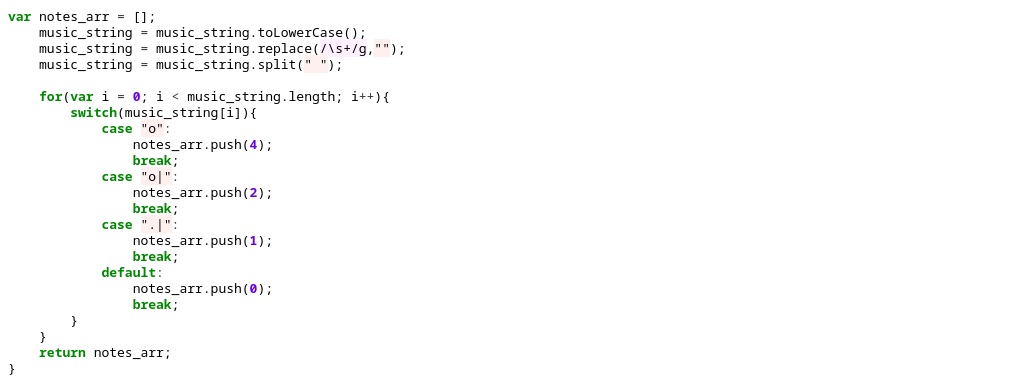 var notes_arr = [];
    music_string = music_string.toLowerCase();
    music_string = music_string.replace(/\s+/g,"");
    music_string = music_string.split(" ");

    for(var i = 0; i < music_string.length; i++){
        switch(music_string[i]){
            case "o":
                notes_arr.push(4);
                break;
            case "o|":
                notes_arr.push(2);
                break;
            case ".|":
                notes_arr.push(1);
                break;
            default:
                notes_arr.push(0);
                break;
        }
    }
    return notes_arr;
}